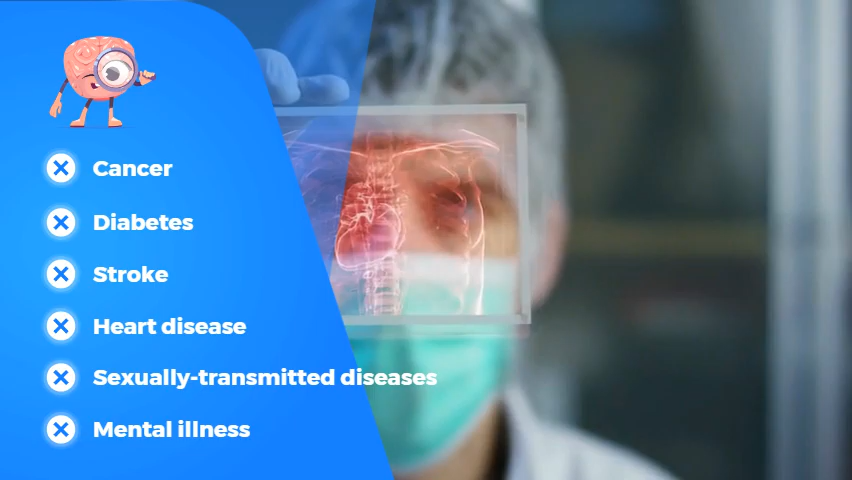 Cancer
Diabetes
Stroke
Heart disease
Sexually-transmitted diseases
Mental illness